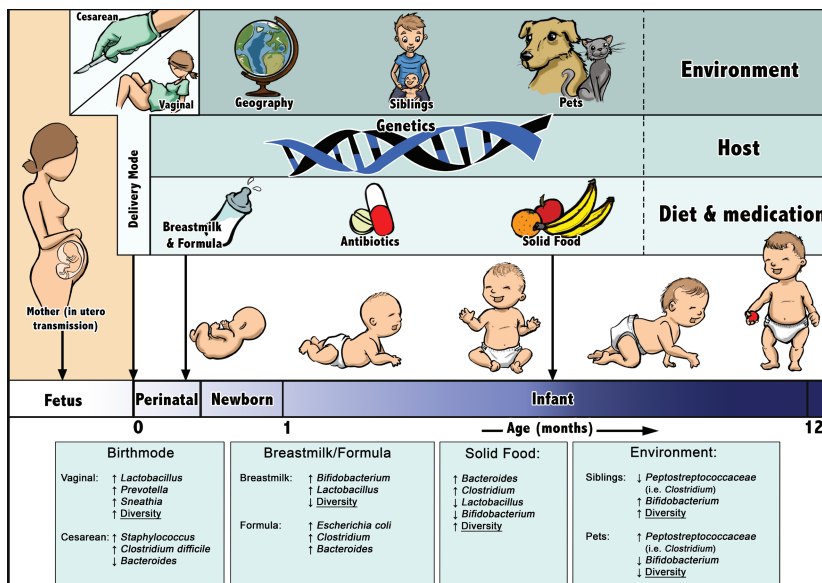 Cesarean
Vaginal
Geography
Siblings
Pets
Environment
Delivery Mode
Genetics
Host
Breastmilk
& Formula
Antibiotics
Solid Food
Diet & medication
Mother (in utero
transmission)
Fetus
Perinatal
Newborn
Infant
0
1
Age (months)
12
Birthmode
Vaginal: ↑ Lactobacillus
↑ Prevotella
↑ Sneathia
↑ Diversity
Cesarean: ↑ Staphylococcus
↑ Clostridium difficile
↓ Bacteroides
Breastmilk/Formula
Breastmilk: ↑ Bifidobacterium
↑ Lactobacillus
↓ Diversity
Formula: ↑ Escherichia coli
↑ Clostridium
↑ Bacteroides
Solid Food:
↑ Bacteroides
↑ Clostridium
↓ Lactobacillus
↓ Bifidobacterium
↑ Diversity
Environment:
Siblings: ↓ Peptostreptococcaceae
(i.e. Clostridium)
↑ Bifidobacterium
↑ Diversity
Pets: ↑ Peptostreptococcaceae
(i.e. Clostridium)
↓ Bifidobacterium
↓ Diversity